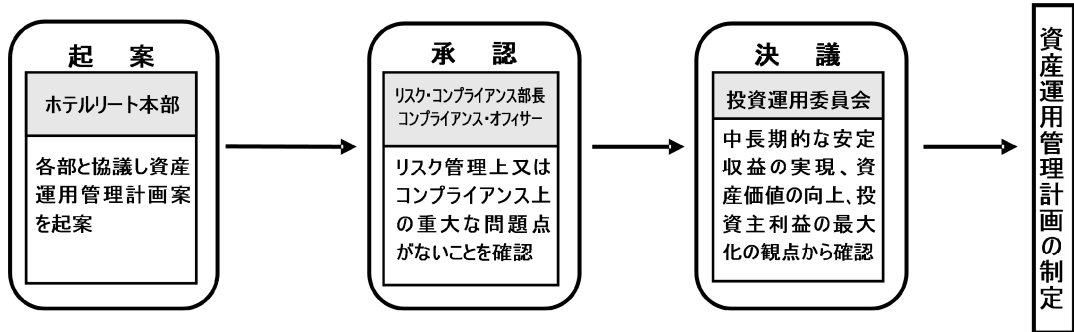 起 案
ホテルリート本部
各部と協議し資産
運用管理計画案
を起案
承 認
リスク・コンプライアンス部長
コンプライアンス・オフィサー
リスク管理上又は
コンプライアンス上
の重大な問題点
がないことを確認
決 議
投資運用委員会
中長期的な安定
収益の実現、資
産価値の向上、投
資主利益の最大
化の観点から確認
資産運用管理計画の制定